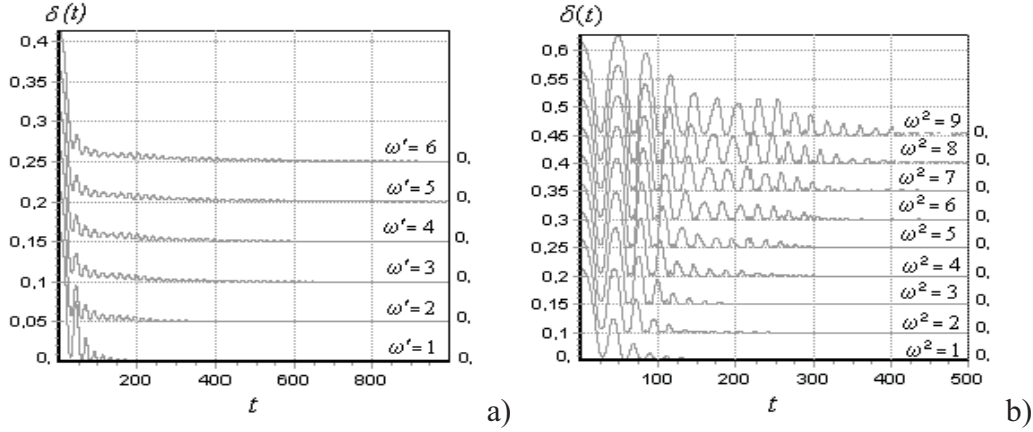 δ(t)
0,4
0,35
0,3
0,25
0,2
0,15
0,1
0,05
0,
ω'= 6
ω'= 5
ω'= 4
ω'= 3
ω'= 2
ω'= 1
0,
0,
0,
0,
0,
0,
200 400 600 800
t
a)
δ(t)
0,6
0,55
0,5
0,45
0,4
0,35
0,3
0,25
0,2
0,15
0,1
0,
ω² = 9
ω² = 8
ω² = 7
ω² = 6
ω² = 5
ω² = 4
ω² = 3
ω² = 2
ω² = 1
0,
0,
0,
0,
0,
0,
0,
0,
0,
100 200 300 400 500
t
b)